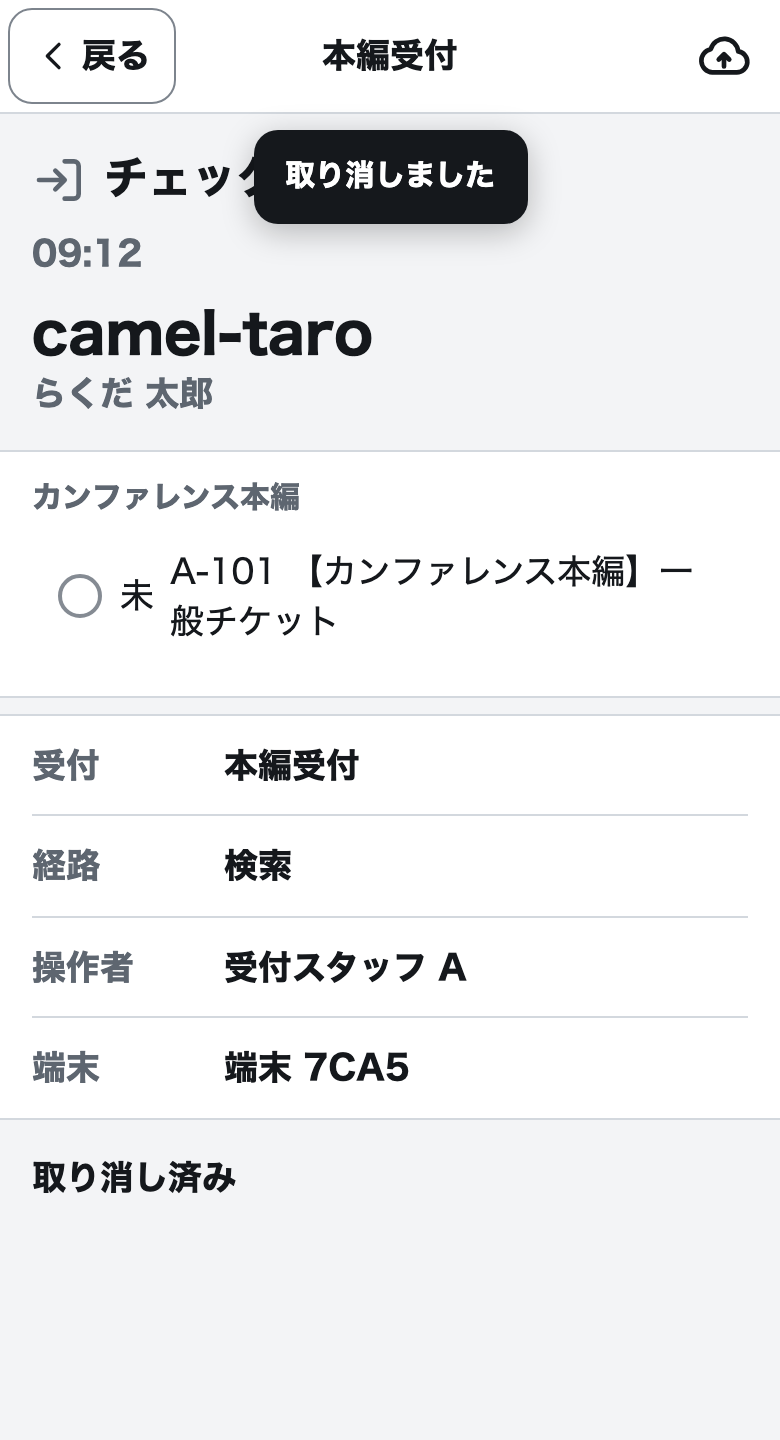 戻る
本編受付
取り消しました
チェック
09:12
camel-taro
らくだ 太郎
カンファレンス本編
未
A-101 【カンファレンス本編】一
般チケット
受付 本編受付
経路 検索
操作者 受付スタッフ A
端末 端末 7CA5
取り消し済み